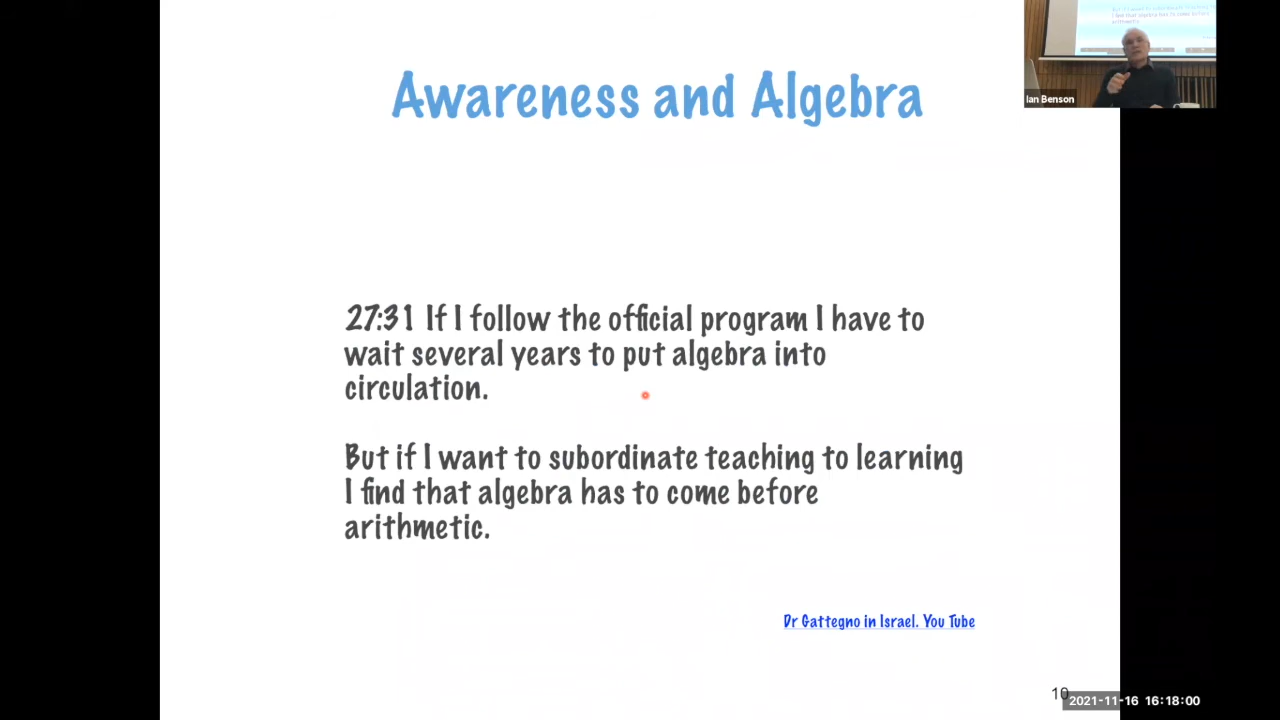 Awareness and Algebra
Ian Benson
27:31 If I follow the official program I have to
wait several years to put algebra into
circulation.
But if I want to subordinate teaching to learning
I find that algebra has to come before
arithmetic.
Dr Gattegno in Israel. You Tube
10
2021-11-16 16:18:00